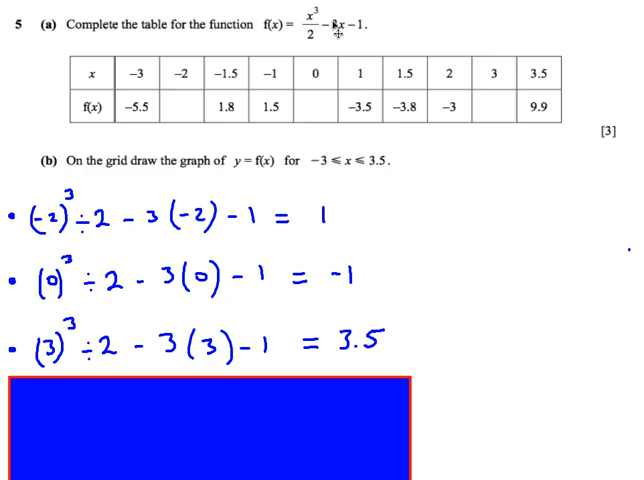 5 (a) Complete the table for the function f(x) = x³/2 − 3x − 1.
x −3 −2 −1.5 −1 0 1 1.5 2 3 3.5
f(x) −5.5 1.8 1.5 −3.5 −3.8 −3 9.9
[3]
(b) On the grid draw the graph of y = f(x) for −3 ⩽ x ⩽ 3.5.
• (-2)³ ÷ 2 - 3(-2) - 1 = 1
• (0)³ ÷ 2 - 3(0) - 1 = -1
• (3)³ ÷ 2 - 3(3) - 1 = 3.5